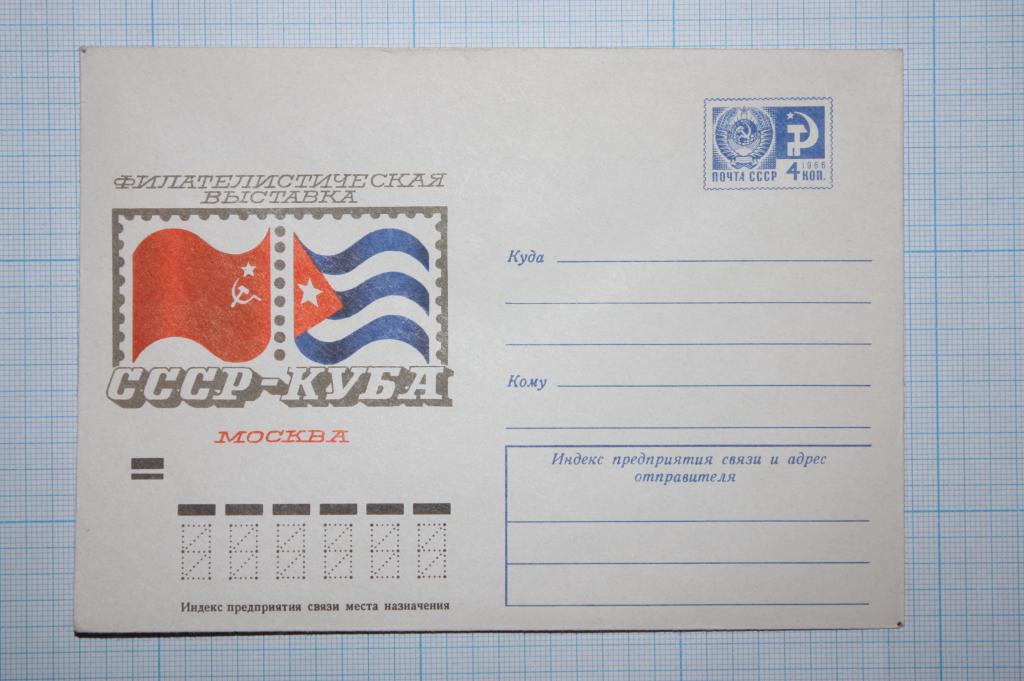 ФИЛАТЕЛИСТИЧЕСКАЯ
ВЫСТАВКА
СССР-КУБА
МОСКВА
1966
ПОЧТА СССР 4 КОП.
Куда
Кому
Индекс предприятия связи и адрес
отправителя
Индекс предприятия связи места назначения